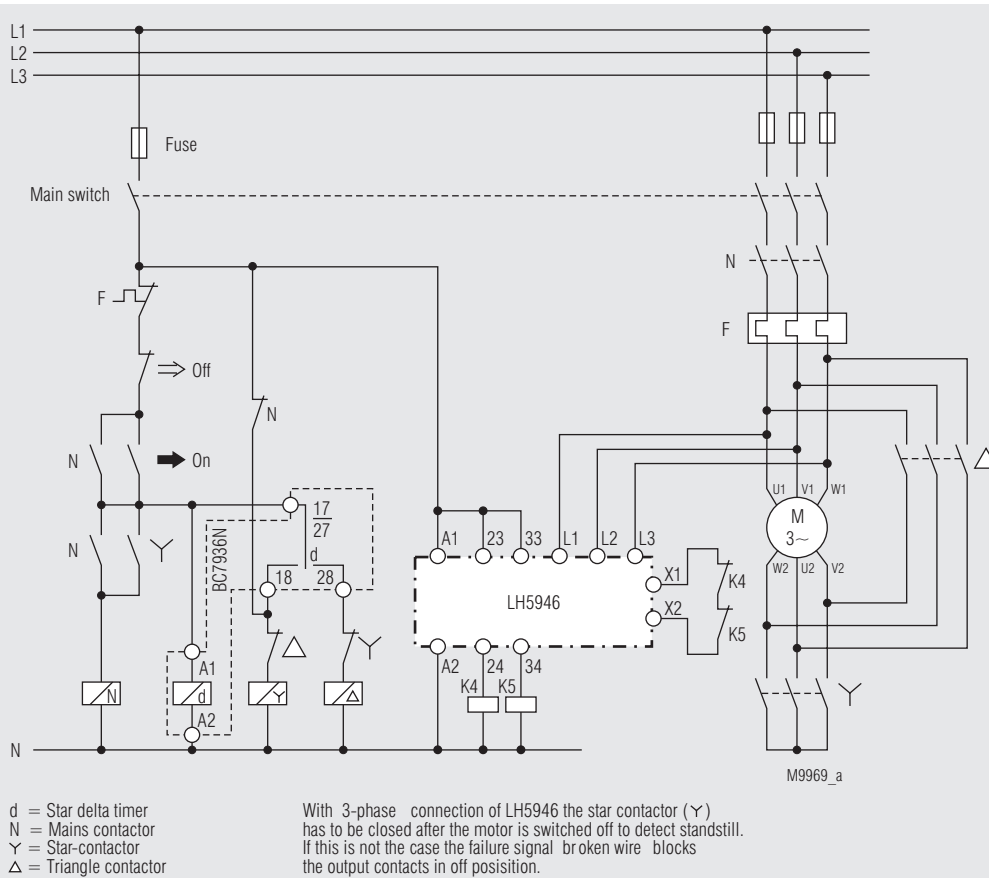 L1
L2
L3
Fuse
Main switch
N
F
F
Off
N
N
On
17
27
BC7936N
N
Y
d
18
28
A1
23
33
L1
L2
L3
U1
V1
W1
M
3~
△
LH5946
X1
K4
X2
K5
W2
U2
V2
△
Y
A1
A2
24
34
K4
K5
N
d
Y
△
A2
Y
N
M9969_a
d = Star delta timer
N = Mains contactor
Y = Star-contactor
△ = Triangle contactor
With 3-phase connection of LH5946 the star contactor (Y)
has to be closed after the motor is switched off to detect standstill.
If this is not the case the failure signal broken wire blocks
the output contacts in off posisition.